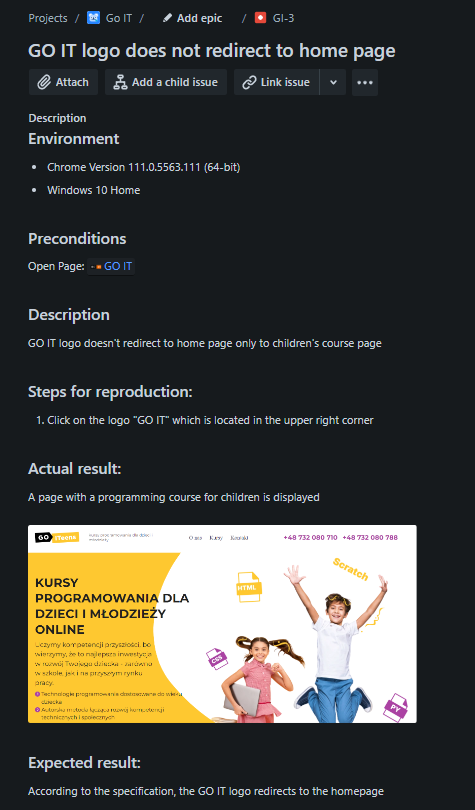 Projects / GO IT / Add epic / GI-3
GO IT logo does not redirect to home page
Attach Add a child issue Link issue
Description
Environment
• Chrome Version 111.0.5563.111 (64-bit)
• Windows 10 Home
Preconditions
Open Page: GO IT
Description
GO IT logo doesn't redirect to home page only to children's course page
Steps for reproduction:
1. Click on the logo "GO IT" which is located in the upper right corner
Actual result:
A page with a programming course for children is displayed
GO ITeens kursy programowania dla dzieci i młodzieży O nas Kursy Kontakt +48 732 080 710 +48 732 080 788
Scratch
HTML
KURSY
PROGRAMOWANIA DLA
DZIECI I MŁODZIEŻY
ONLINE
Uczymy kompetencji przyszłości, bo
wierzymy, że to najlepsza inwestycja
w rozwój Twojego dziecka - zarówno
w szkole, jak i na przyszłym rynku
pracy.
CSS
Technologie programowania dostosowane do wieku
dziecka
Autorska metoda łącząca rozwój kompetencji
technicznych i społecznych
PY
Expected result:
According to the specification, the GO IT logo redirects to the homepage